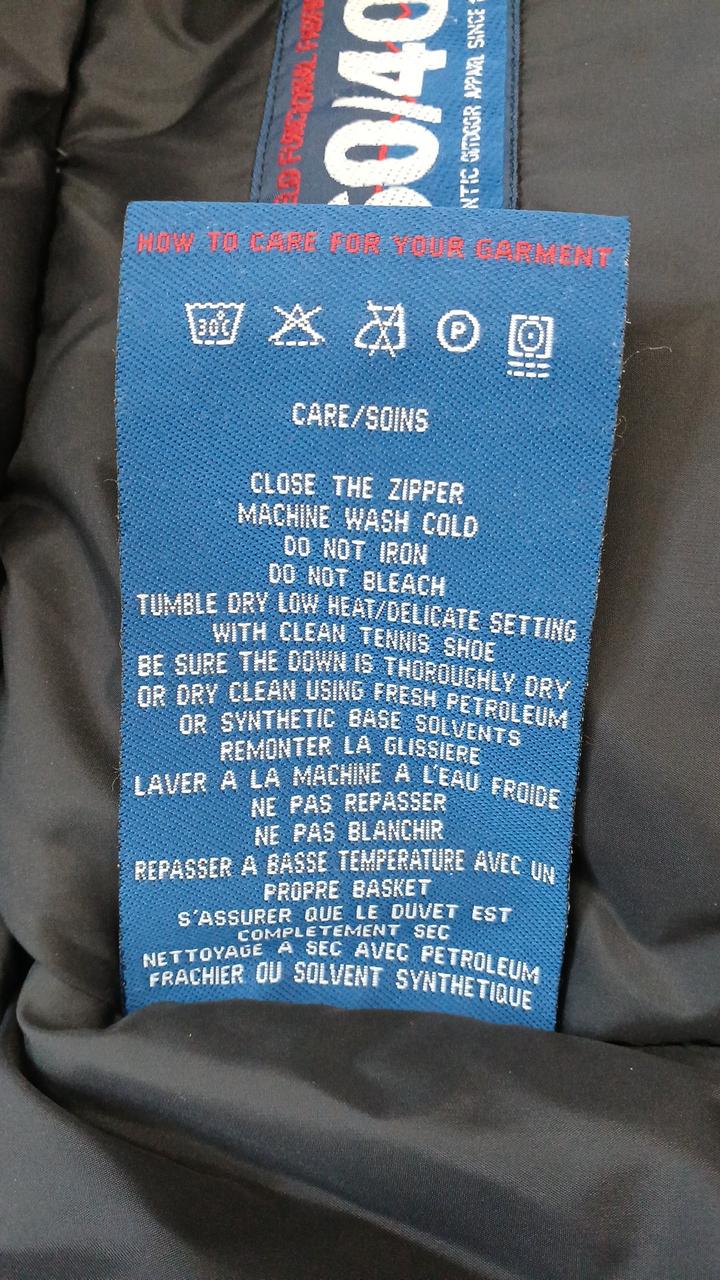 60/40
HOW TO CARE FOR YOUR GARMENT
30°C
P
CARE/SOINS
CLOSE THE ZIPPER
MACHINE WASH COLD
DO NOT IRON
DO NOT BLEACH
TUMBLE DRY LOW HEAT/DELICATE SETTING
WITH CLEAN TENNIS SHOE
BE SURE THE DOWN IS THOROUGHLY DRY
OR DRY CLEAN USING FRESH PETROLEUM
OR SYNTHETIC BASE SOLVENTS
REMONTER LA GLISSIERE
LAVER A LA MACHINE A L'EAU FROIDE
NE PAS REPASSER
NE PAS BLANCHIR
REPASSER A BASSE TEMPERATURE AVEC UN
PROPRE BASKET
S'ASSURER QUE LE DUVET EST
COMPLETEMENT SEC
NETTOYAGE A SEC AVEC PETROLEUM
FRACHIER OU SOLVENT SYNTHETIQUE